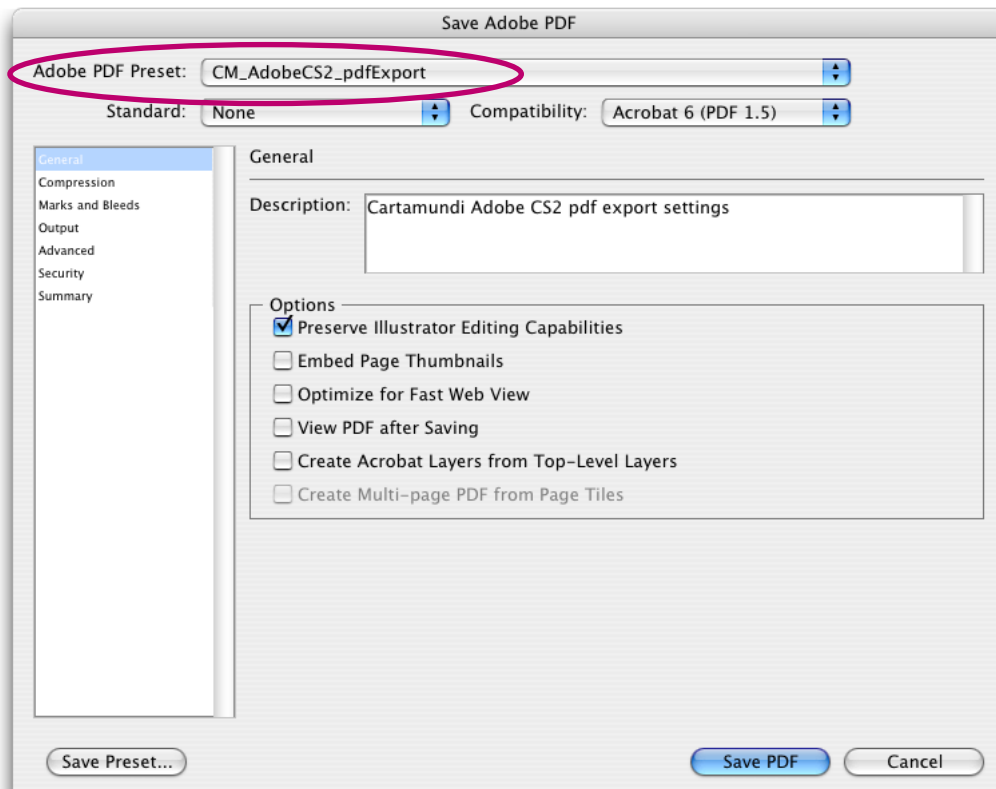 Save Adobe PDF
Adobe PDF Preset: CM_AdobeCS2_pdfExport
Standard: None Compatibility: Acrobat 6 (PDF 1.5)
General
Compression
Marks and Bleeds
Output
Advanced
Security
Summary
General
Description: Cartamundi Adobe CS2 pdf export settings
Options
Preserve Illustrator Editing Capabilities
Embed Page Thumbnails
Optimize for Fast Web View
View PDF after Saving
Create Acrobat Layers from Top-Level Layers
Create Multi-page PDF from Page Tiles
Save Preset... Save PDF Cancel